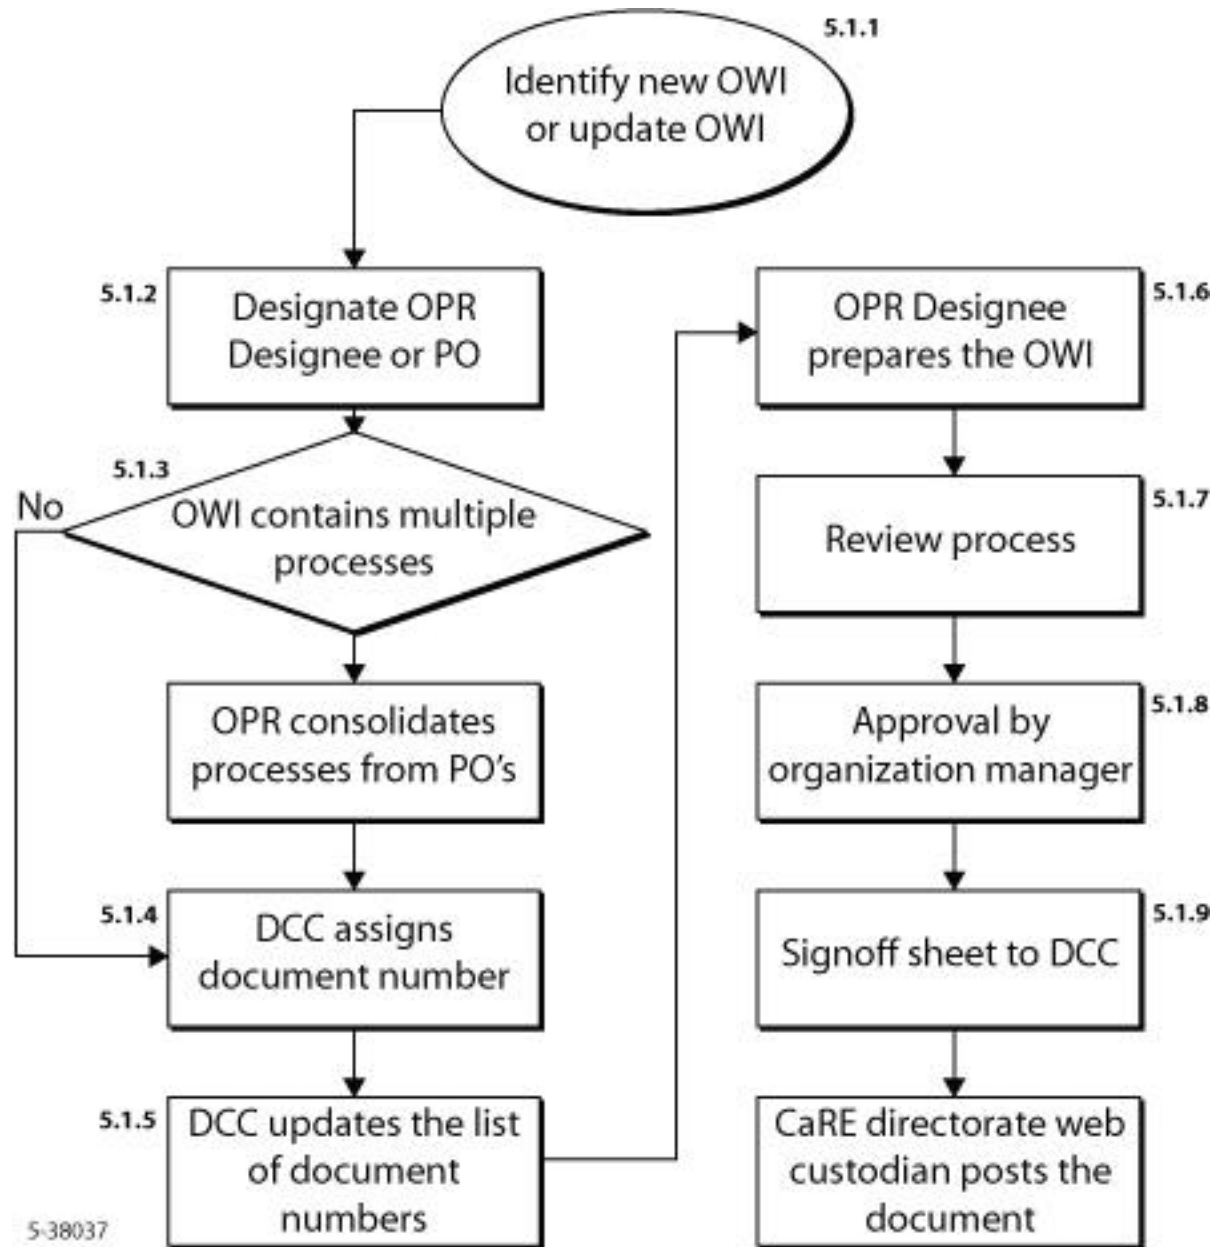 5.1.1
Identify new OWI
or update OWI
5.1.2
Designate OPR
Designee or PO
5.1.3
No
OWI contains multiple
processes
OPR consolidates
processes from PO's
5.1.4
DCC assigns
document number
5.1.5
DCC updates the list
of document
numbers
5.1.6
OPR Designee
prepares the OWI
5.1.7
Review process
5.1.8
Approval by
organization manager
5.1.9
Signoff sheet to DCC
CaRE directorate web
custodian posts the
document
5-38037